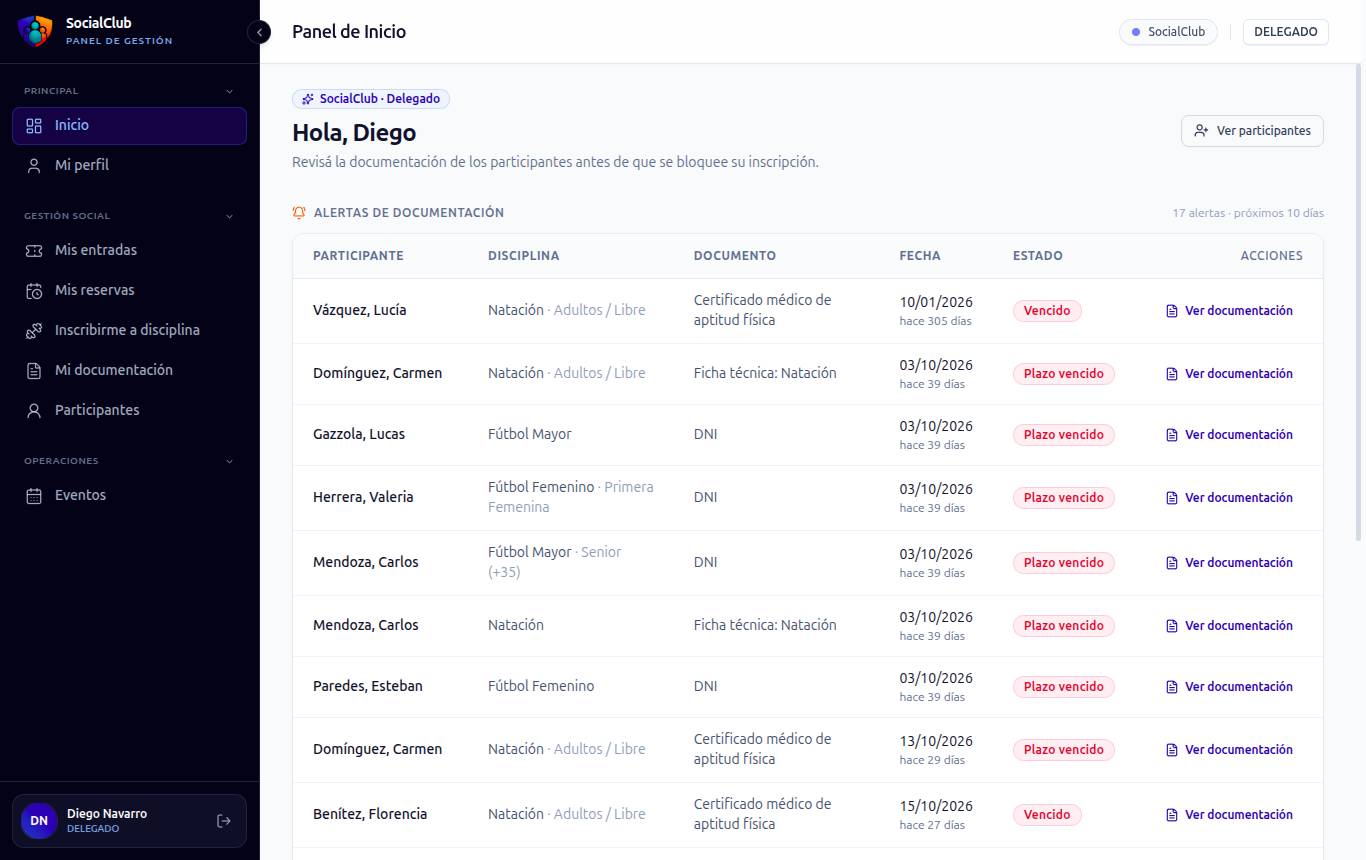 SocialClub
PANEL DE GESTIÓN
PRINCIPAL
Inicio
Mi perfil
GESTIÓN SOCIAL
Mis entradas
Mis reservas
Inscribirme a disciplina
Mi documentación
Participantes
OPERACIONES
Eventos
DN
Diego Navarro
DELEGADO
Panel de Inicio
SocialClub
DELEGADO
SocialClub · Delegado
Hola, Diego
Revisá la documentación de los participantes antes de que se bloquee su inscripción.
Ver participantes
ALERTAS DE DOCUMENTACIÓN
17 alertas · próximos 10 días
PARTICIPANTE DISCIPLINA DOCUMENTO FECHA ESTADO ACCIONES
Vázquez, Lucía
Natación · Adultos / Libre
Certificado médico de
aptitud física
10/01/2026
hace 305 días
Vencido
Ver documentación
Domínguez, Carmen
Natación · Adultos / Libre
Ficha técnica: Natación
03/10/2026
hace 39 días
Plazo vencido
Ver documentación
Gazzola, Lucas
Fútbol Mayor
DNI
03/10/2026
hace 39 días
Plazo vencido
Ver documentación
Herrera, Valeria
Fútbol Femenino · Primera
Femenina
DNI
03/10/2026
hace 39 días
Plazo vencido
Ver documentación
Mendoza, Carlos
Fútbol Mayor · Senior
(+35)
DNI
03/10/2026
hace 39 días
Plazo vencido
Ver documentación
Mendoza, Carlos
Natación
Ficha técnica: Natación
03/10/2026
hace 39 días
Plazo vencido
Ver documentación
Paredes, Esteban
Fútbol Femenino
DNI
03/10/2026
hace 39 días
Plazo vencido
Ver documentación
Domínguez, Carmen
Natación · Adultos / Libre
Certificado médico de
aptitud física
13/10/2026
hace 29 días
Plazo vencido
Ver documentación
Benítez, Florencia
Natación · Adultos / Libre
Certificado médico de
aptitud física
15/10/2026
hace 27 días
Vencido
Ver documentación